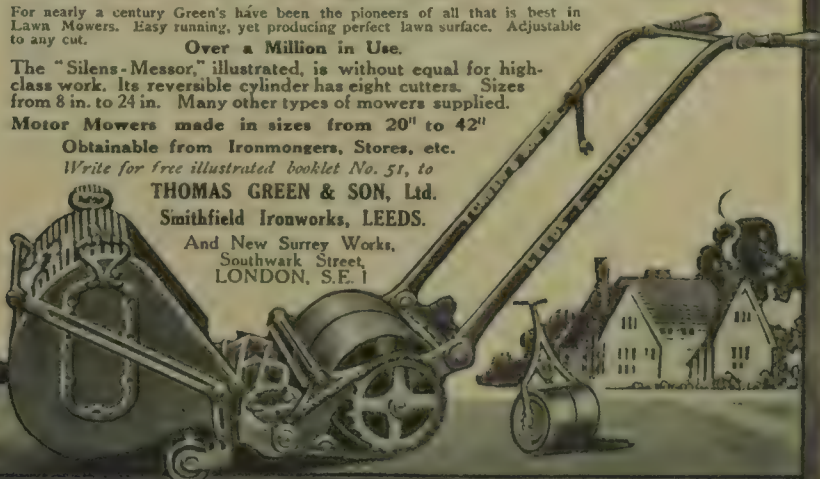 For nearly a century Green's have been the pioneers of all that is best in
Lawn Mowers. Easy running, yet producing perfect lawn surface. Adjustable
to any cut.
Over a Million in Use.
The "Silens-Messor," illustrated, is without equal for high-
class work. Its reversible cylinder has eight cutters. Sizes
from 8 in. to 24 in. Many other types of mowers supplied.
Motor Mowers made in sizes from 20" to 42"
Obtainable from Ironmongers, Stores, etc.
Write for free illustrated booklet No. 51, to
THOMAS GREEN & SON, Ltd.
Smithfield Ironworks, LEEDS.
And New Surrey Works,
Southwark Street,
LONDON, S.E. 1
LEEDS & LONDON